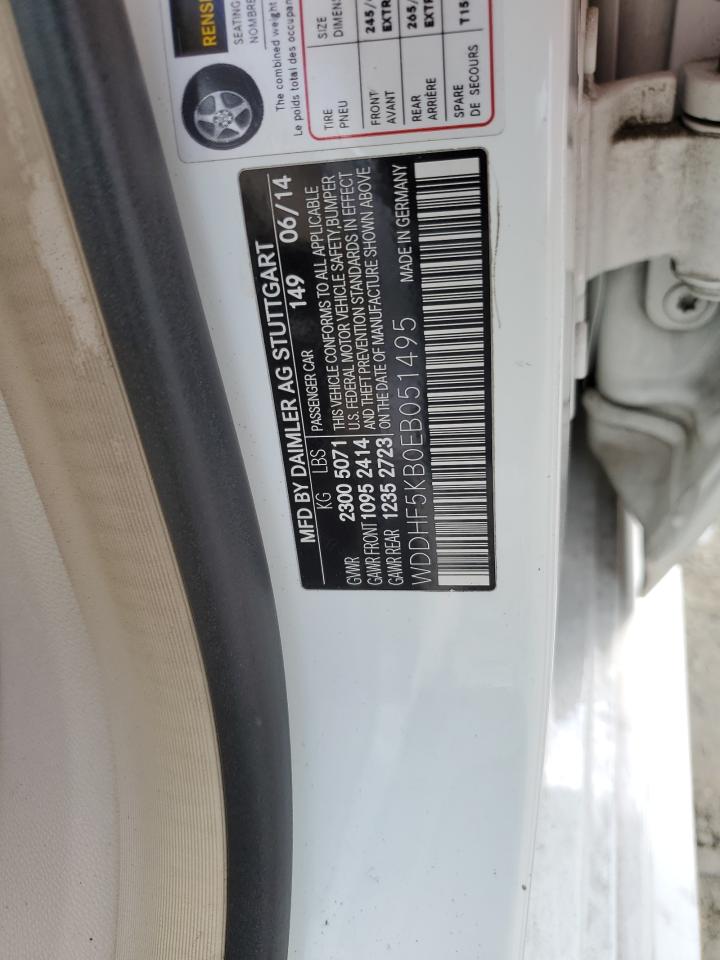 RENSE
SEATING
NOMBRE
The combined weight
Le poids total des occupan
TIRE SIZE
PNEU DIMEN
FRONT 245/
AVANT EXTR
REAR 265/
ARRIÈRE EXTR
SPARE T15
DE SECOURS
MFD BY DAIMLER AG STUTTGART
KG LBS PASSENGER CAR 149 06/14
GVWR 2300 5071 THIS VEHICLE CONFORMS TO ALL APPLICABLE
GAWR FRONT 1095 2414 U.S. FEDERAL MOTOR VEHICLE SAFETY,BUMPER
GAWR REAR 1235 2723 AND THEFT PREVENTION STANDARDS IN EFFECT
ON THE DATE OF MANUFACTURE SHOWN ABOVE
WDDHF5KB0EB051495 MADE IN GERMANY